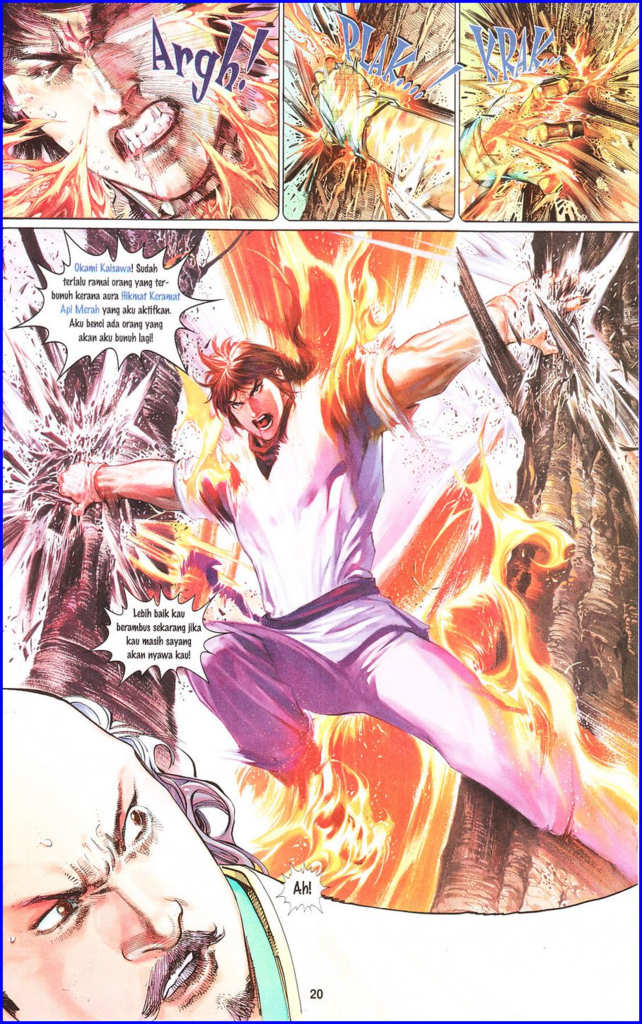 Argh!
PLAK....!
KRAK...
Okami Kaisawa! Sudah
terlalu ramai orang yang ter-
bunuh kerana aura Hikmat Keramat
Api Merah yang aku aktifkan.
Aku benci ada orang yang
akan aku bunuh lagi!
Lebih baik kau
berambus sekarang jika
kau masih sayang
akan nyawa kau!
Ah!
20